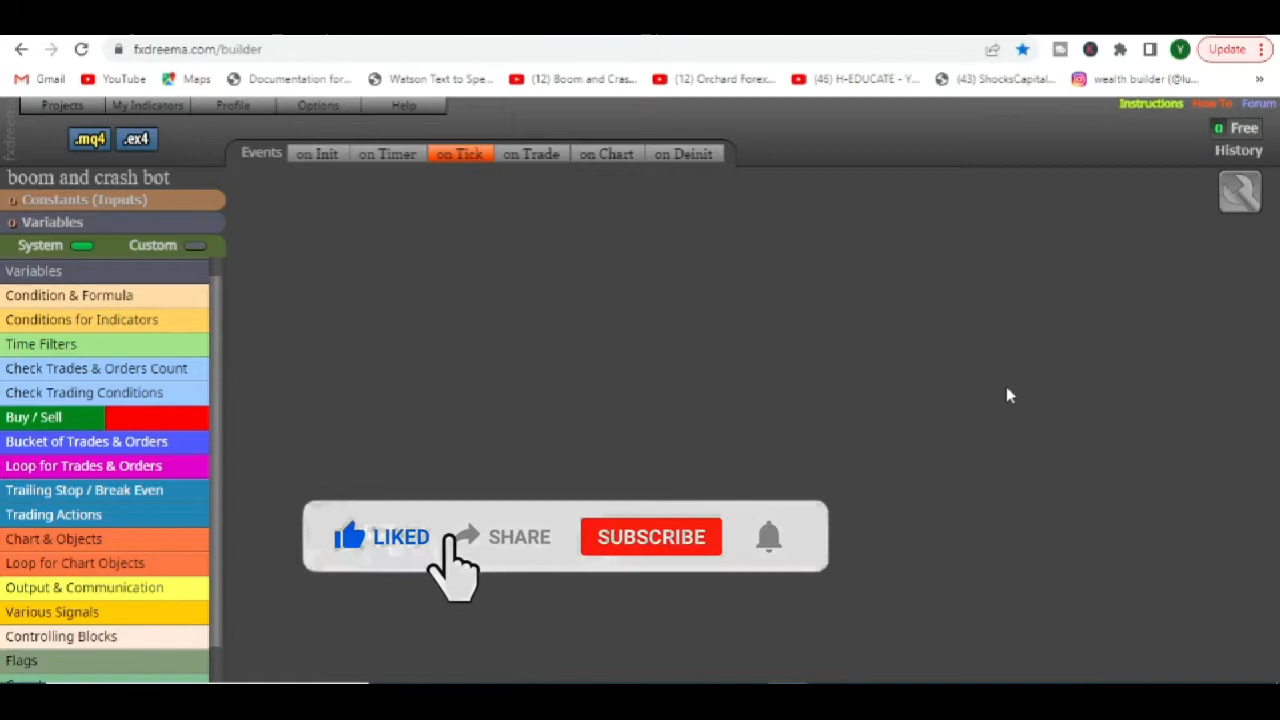 fxdreema.com/builder
Update
Gmail
YouTube
Maps
Documentation for...
Watson Text to Spe...
(12) Boom and Cras...
(12) Orchard Forex...
(46) H-EDUCATE - Y...
(43) ShocksCapital...
wealth builder (@lu...
»
Projects
My Indicators
Profile
Options
Help
Instructions
How To
Forum
fxdreema
.mq4
.ex4
0 Free
History
Events
on Init
on Timer
on Tick
on Trade
on Chart
on Deinit
boom and crash bot
0 Constants (Inputs)
0 Variables
System
Custom
Variables
Condition & Formula
Conditions for Indicators
Time Filters
Check Trades & Orders Count
Check Trading Conditions
Buy / Sell
Bucket of Trades & Orders
Loop for Trades & Orders
Trailing Stop / Break Even
Trading Actions
Chart & Objects
Loop for Chart Objects
Output & Communication
Various Signals
Controlling Blocks
Flags
LIKED
SHARE
SUBSCRIBE